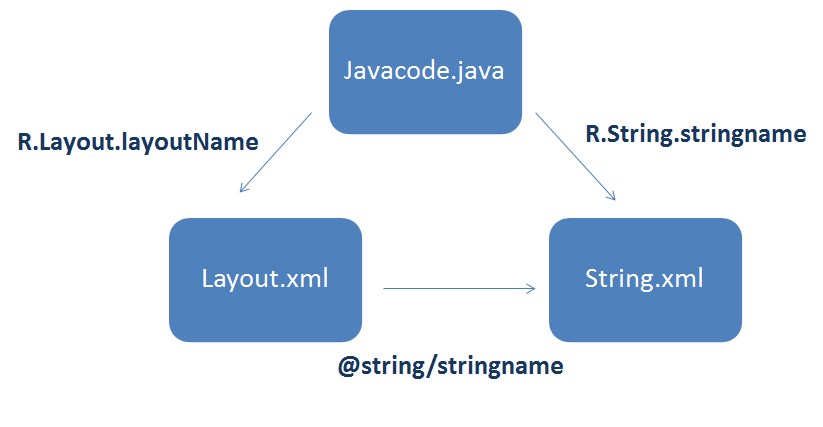 Javacode.java
R.Layout.layoutName
R.String.stringname
Layout.xml
String.xml
@string/stringname